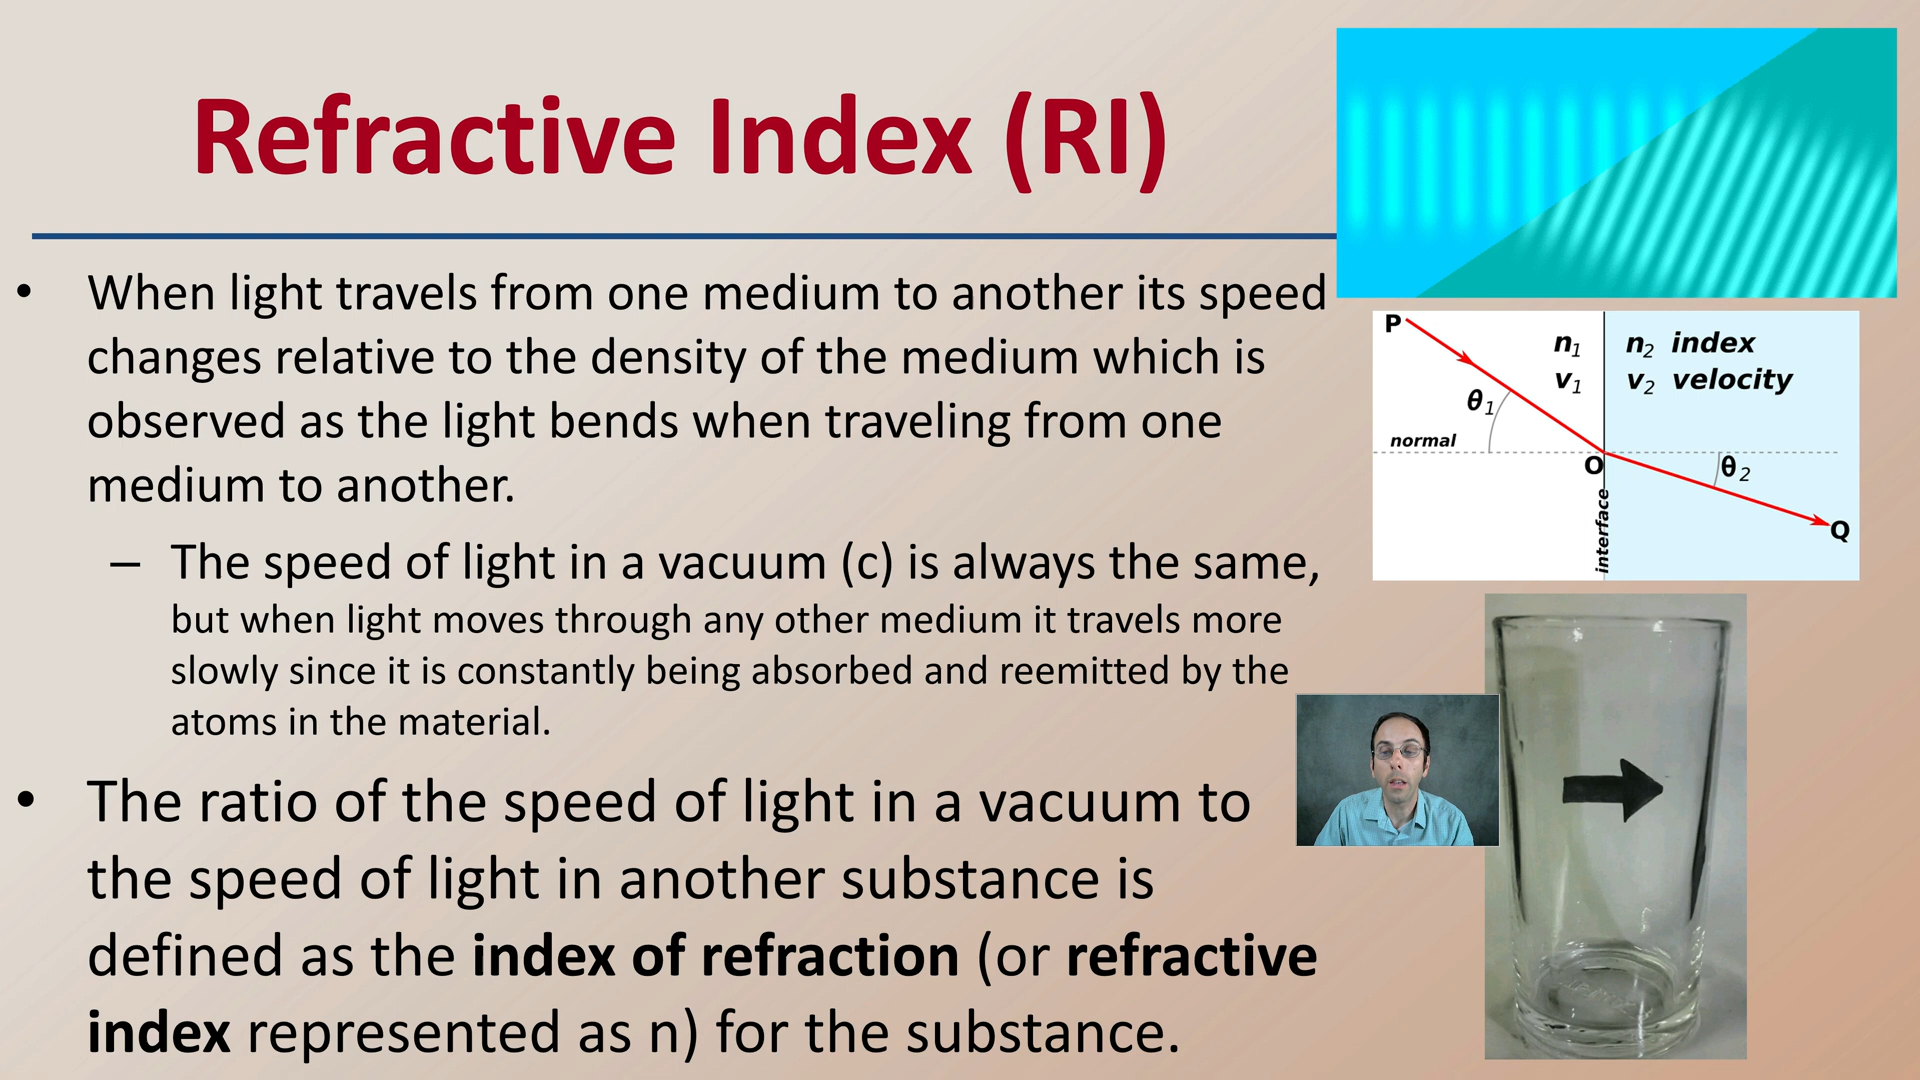 Refractive Index (RI)
• When light travels from one medium to another its speed
changes relative to the density of the medium which is
observed as the light bends when traveling from one
medium to another.
– The speed of light in a vacuum (c) is always the same,
but when light moves through any other medium it travels more
slowly since it is constantly being absorbed and reemitted by the
atoms in the material.
• The ratio of the speed of light in a vacuum to
the speed of light in another substance is
defined as the index of refraction (or refractive
index represented as n) for the substance.
P
n₁ n₂ index
v₁ v₂ velocity
θ₁
normal
O
θ₂
interface
Q